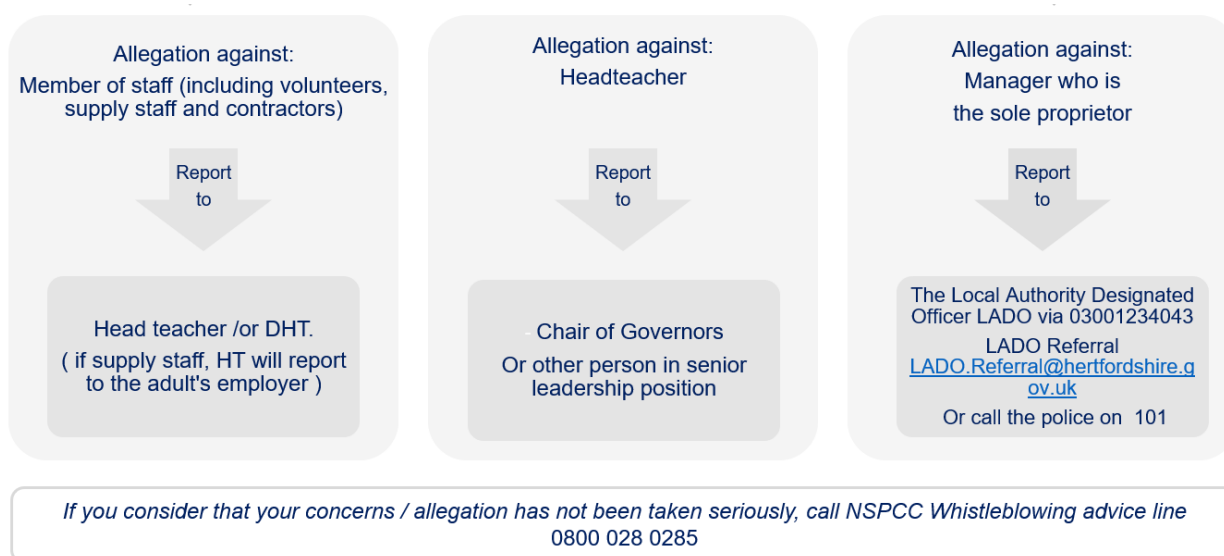 Allegation against:
Member of staff (including volunteers,
supply staff and contractors)
Report
to
Head teacher /or DHT.
( if supply staff, HT will report
to the adult's employer )
Allegation against:
Headteacher
Report
to
- Chair of Governors
Or other person in senior
leadership position
Allegation against:
Manager who is
the sole proprietor
Report
to
The Local Authority Designated
Officer LADO via 03001234043
LADO Referral
LADO.Referral@hertfordshire.g
ov.uk
Or call the police on 101
If you consider that your concerns / allegation has not been taken seriously, call NSPCC Whistleblowing advice line
0800 028 0285